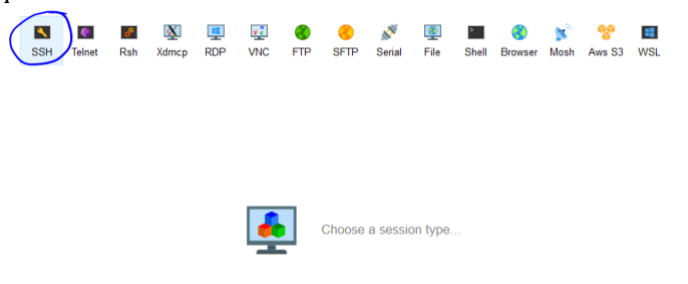 SSH Telnet Rsh Xdmcp RDP VNC FTP SFTP Serial File Shell Browser Mosh Aws S3 WSL
Choose a session type...